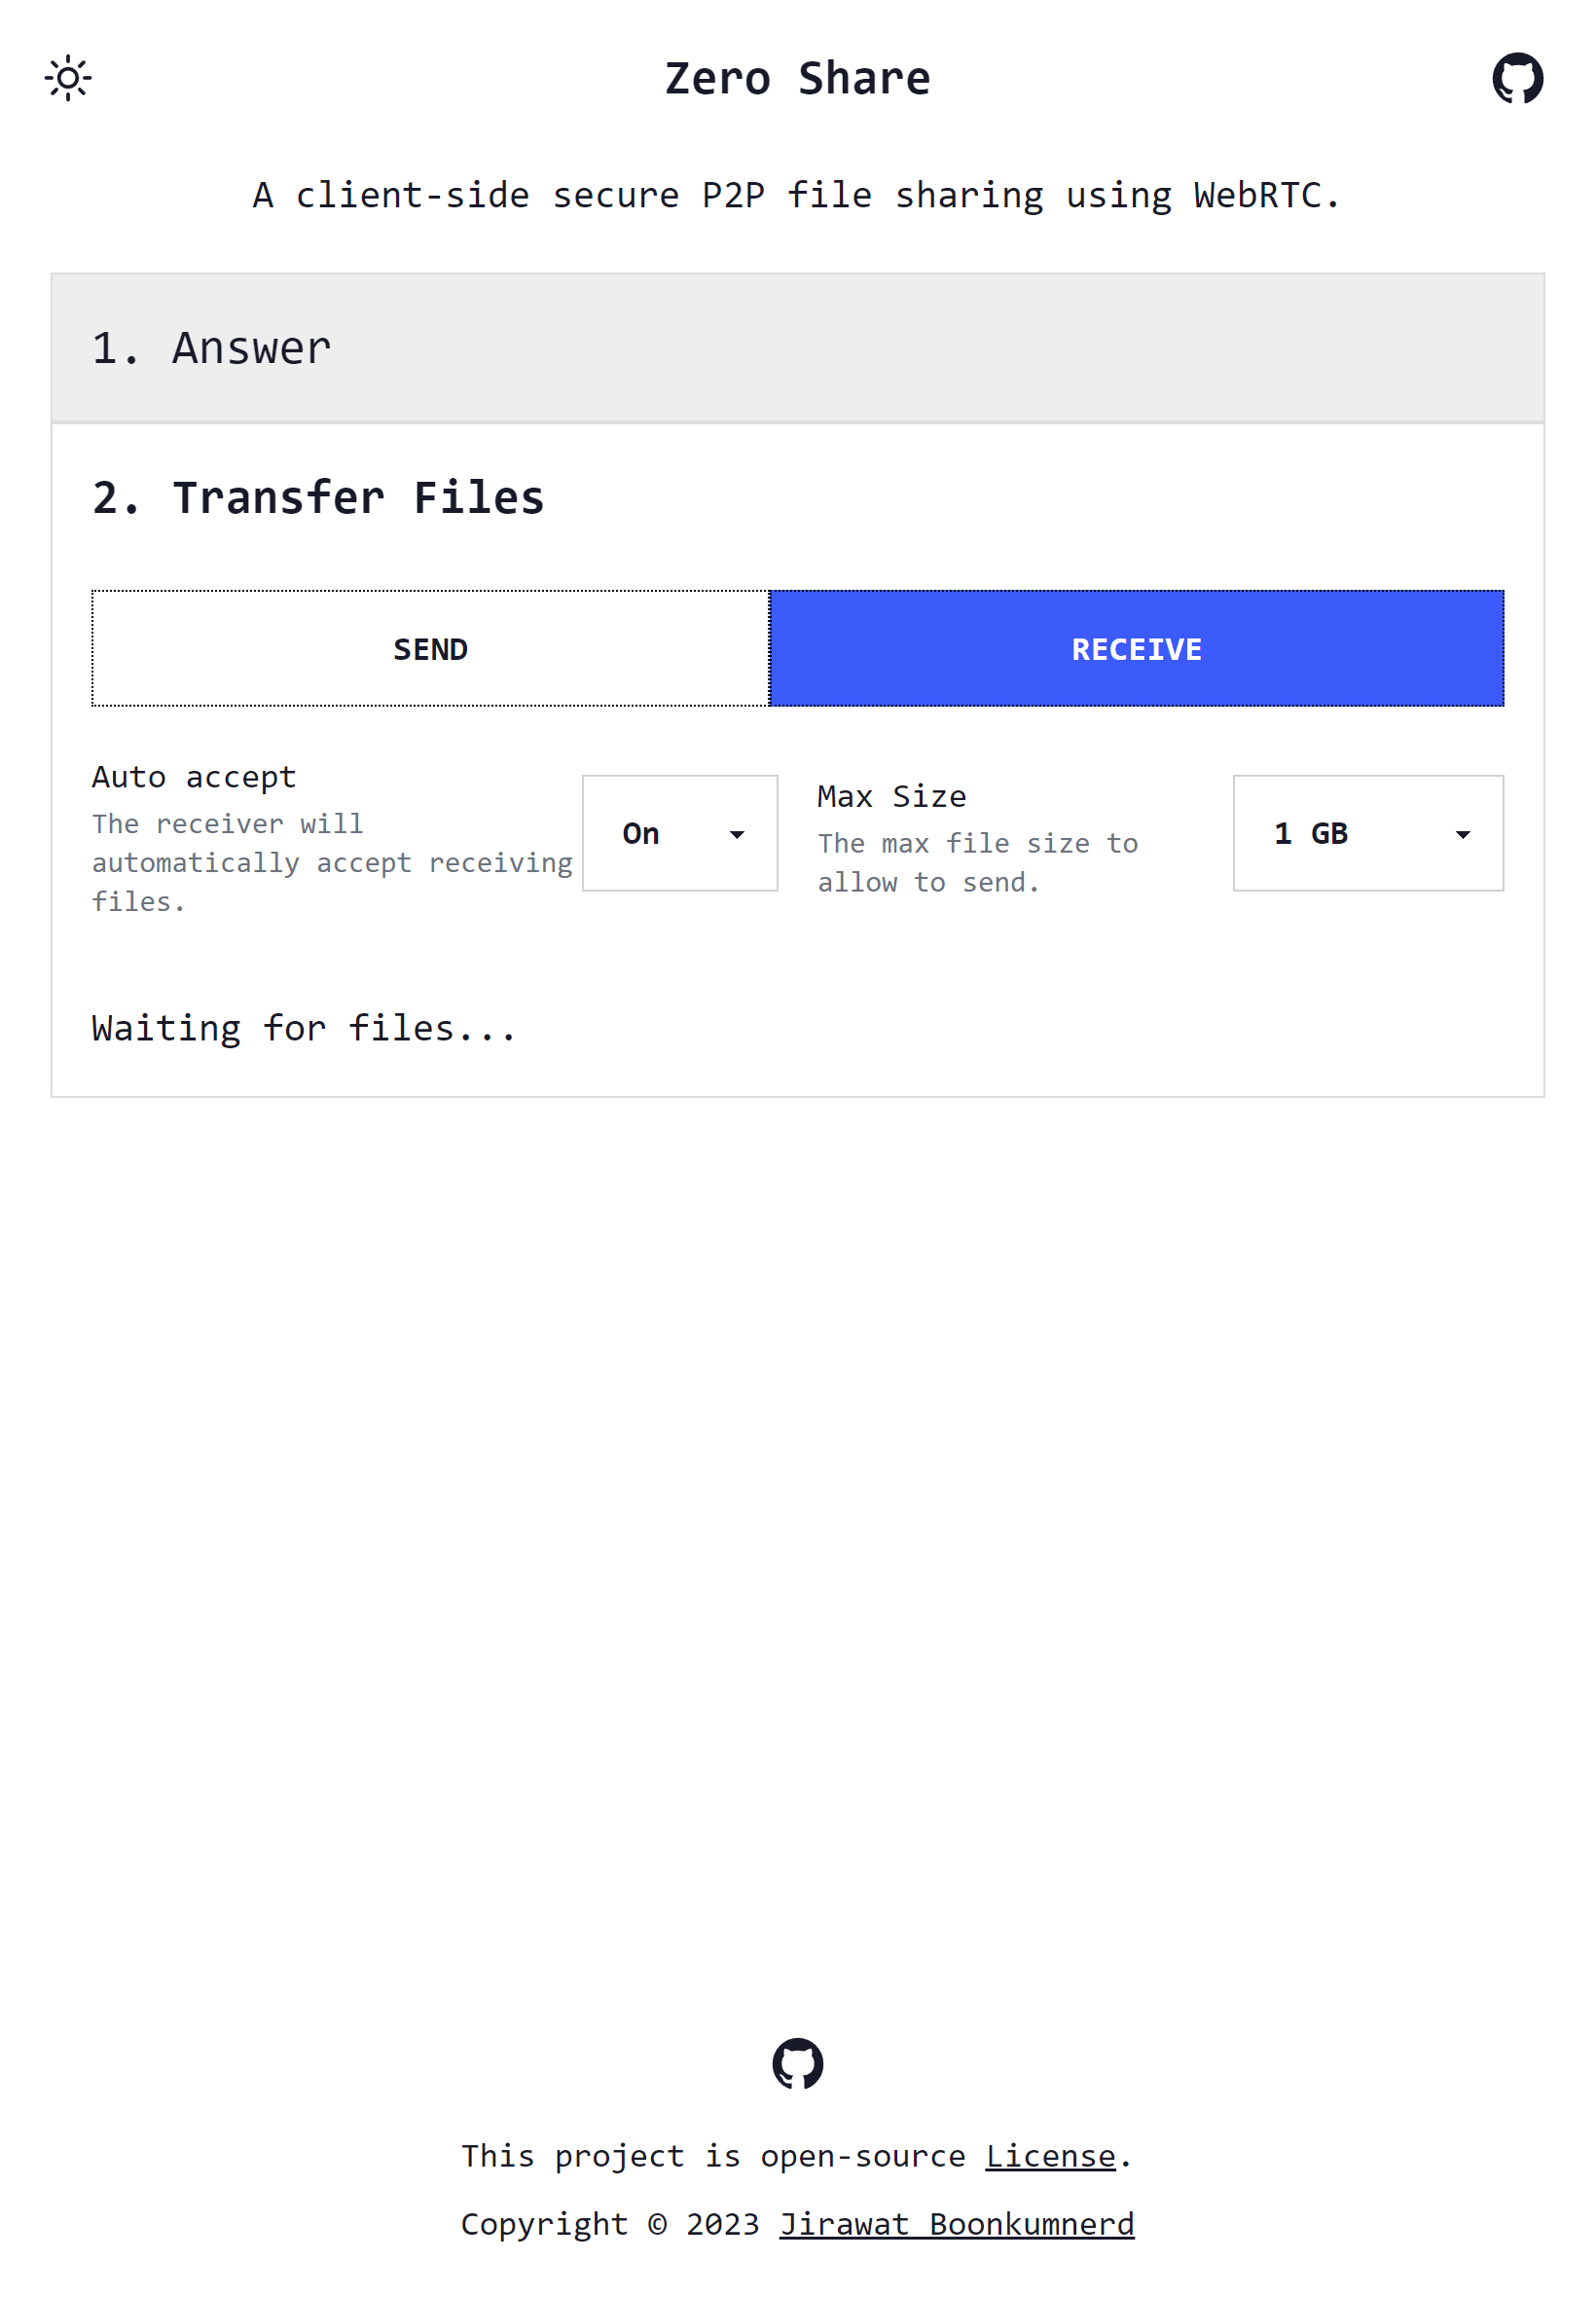 Zero Share
A client-side secure P2P file sharing using WebRTC.
1. Answer
2. Transfer Files
SEND
RECEIVE
Auto accept
The receiver will
automatically accept receiving
files.
On
Max Size
The max file size to
allow to send.
1 GB
Waiting for files...
This project is open-source License.
Copyright © 2023 Jirawat Boonkumnerd